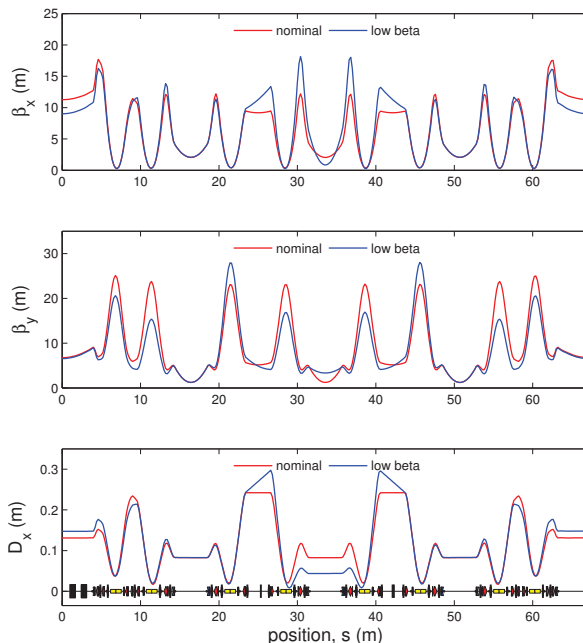 25
20
15
10
5
0
β_x (m)
nominal
low beta
0 10 20 30 40 50 60
30
20
10
0
β_y (m)
nominal
low beta
0 10 20 30 40 50 60
0.3
0.2
0.1
0
D_x (m)
nominal
low beta
0 10 20 30 40 50 60
position, s (m)